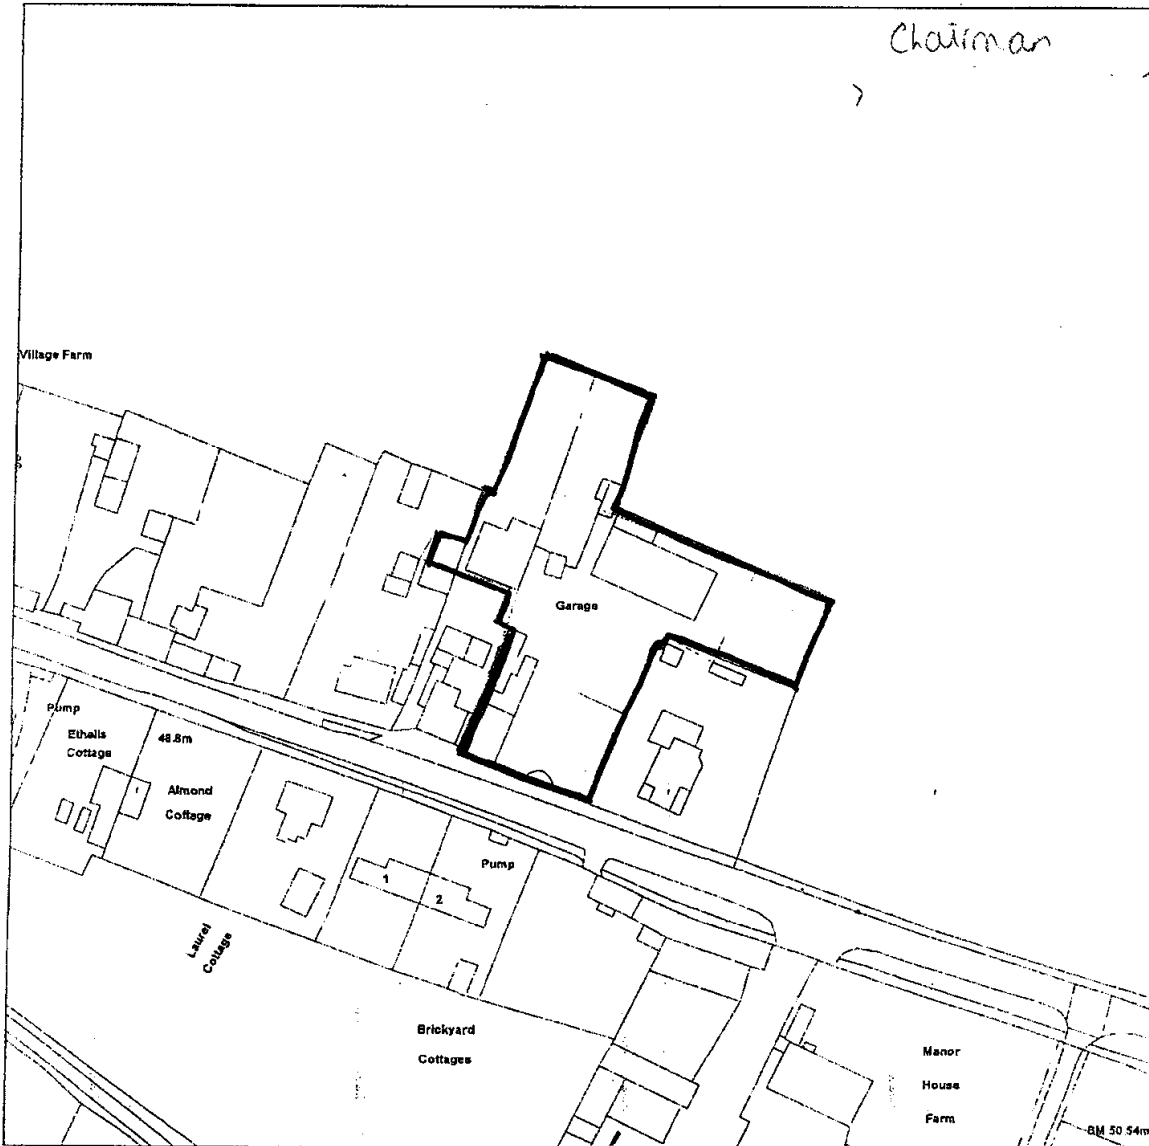 Chairman
Village Farm
Garage
Pump
Ethells
Cottage
48.8m
Almond
Cottage
Pump
1
2
Laurel
Cottage
Brickyard
Cottages
Manor
House
Farm
BM 50.54m